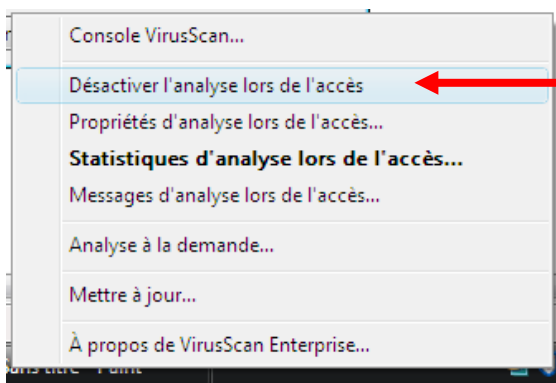 Console VirusScan...
Désactiver l'analyse lors de l'accès
Propriétés d'analyse lors de l'accès...
Statistiques d'analyse lors de l'accès...
Messages d'analyse lors de l'accès...
Analyse à la demande...
Mettre à jour...
À propos de VirusScan Enterprise...